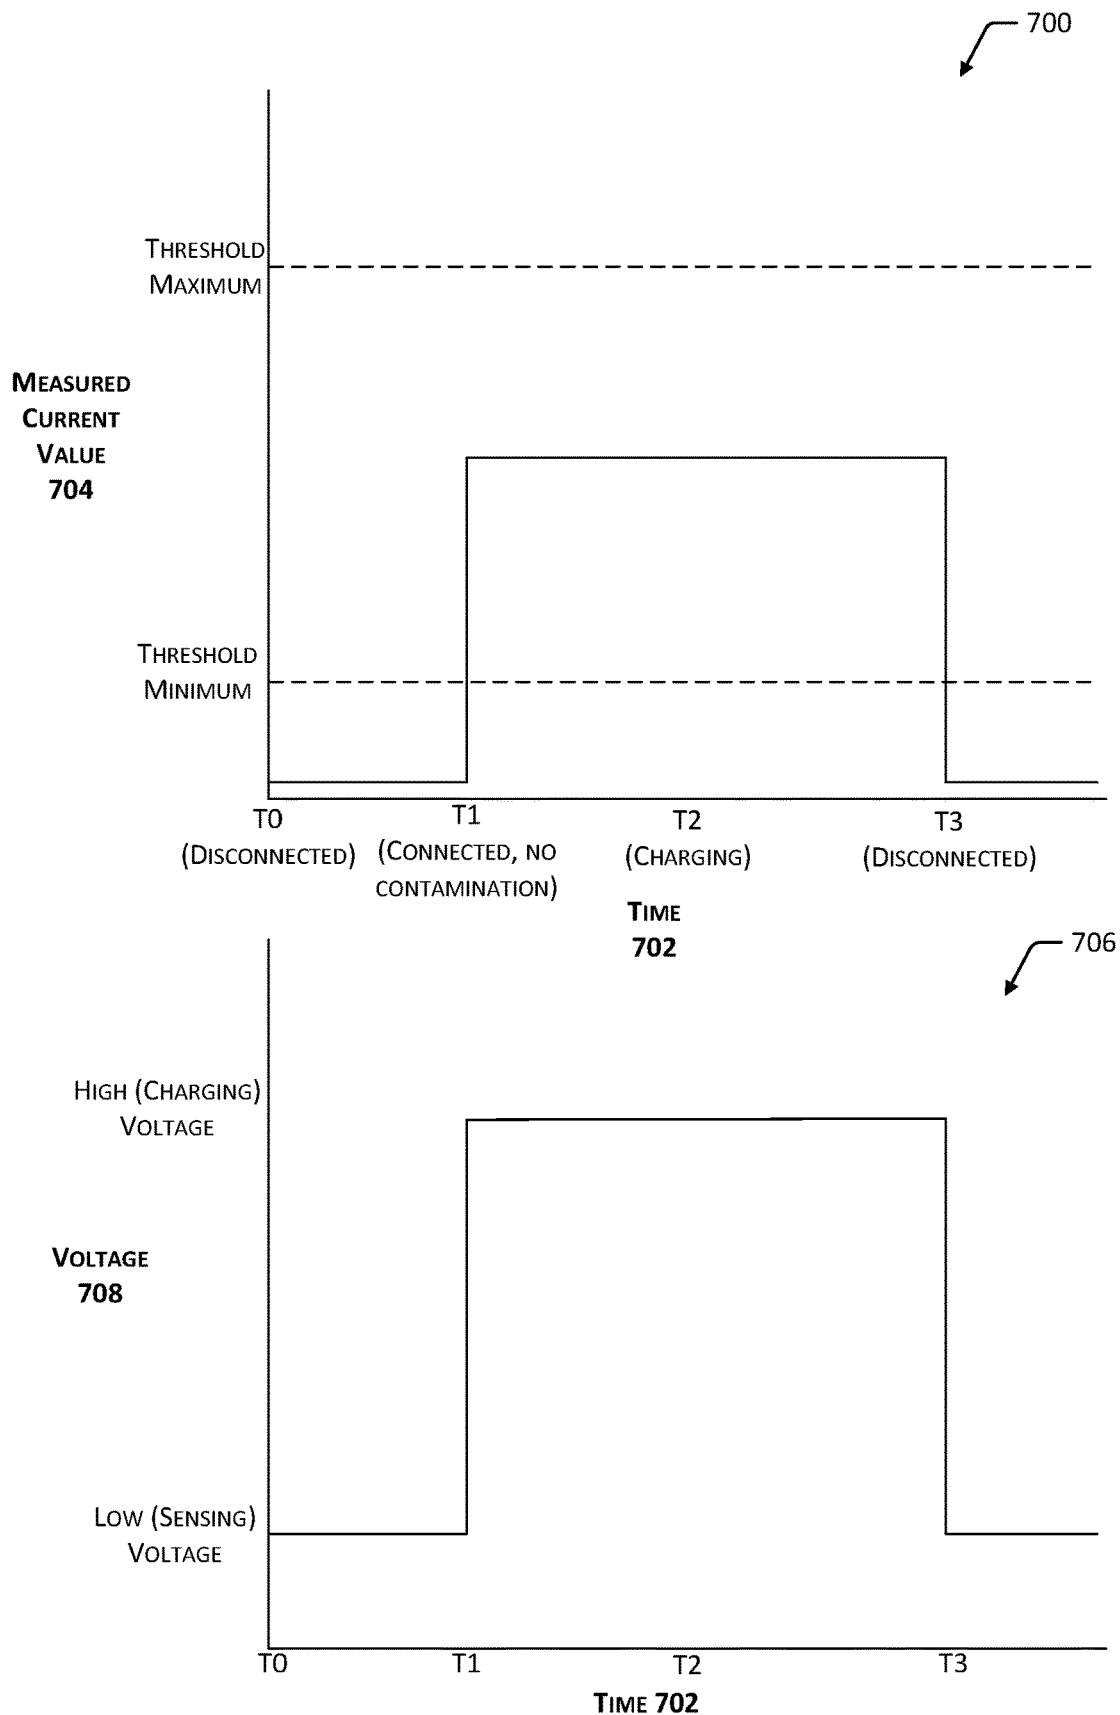 700
THRESHOLD
MAXIMUM
MEASURED
CURRENT
VALUE
704
THRESHOLD
MINIMUM
T0
T1
T2
T3
(DISCONNECTED)
(CONNECTED, NO
CONTAMINATION)
(CHARGING)
(DISCONNECTED)
TIME
702
706
HIGH (CHARGING)
VOLTAGE
VOLTAGE
708
LOW (SENSING)
VOLTAGE
T0
T1
T2
T3
TIME 702